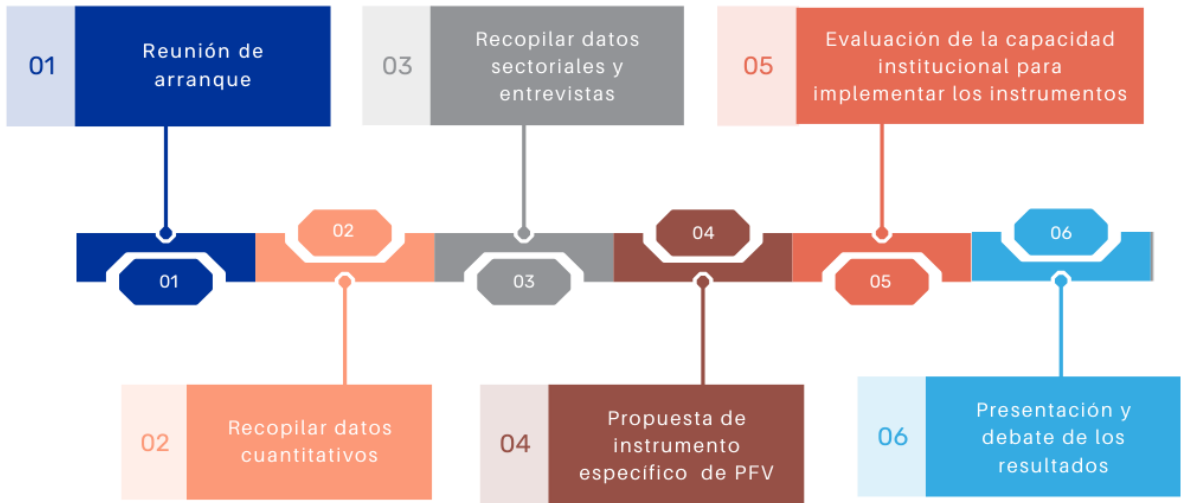 01
Reunión de
arranque
03
Recopilar datos
sectoriales y
entrevistas
05
Evaluación de la capacidad
institucional para
implementar los instrumentos
01
02
03
04
05
06
02
Recopilar datos
cuantitativos
04
Propuesta de
instrumento
específico de PFV
06
Presentación y
debate de los
resultados